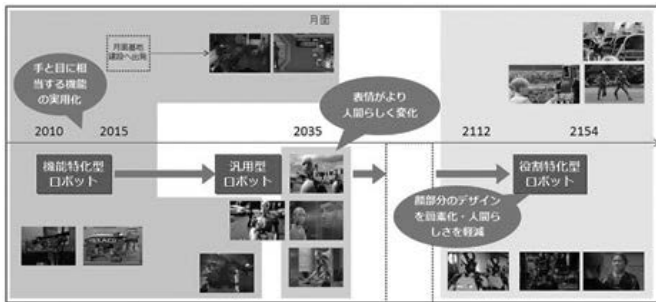 月面
月面基地
建設へ出発
手と目に相
当する機能
の実用化
表情がより
人間らしく変化
2010
2015
2035
2112
2154
機能特化型
ロボット
汎用型
ロボット
役割特化型
ロボット
顔部分のデザイン
を簡素化・人間ら
しさを軽減